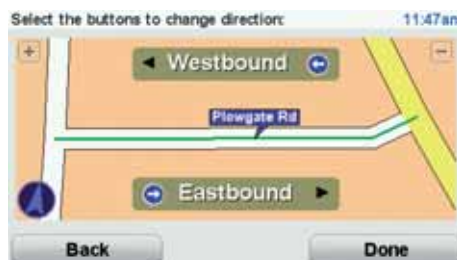 Select the buttons to change direction: 11:47am
Westbound
Plowgate Rd
Eastbound
Back Done